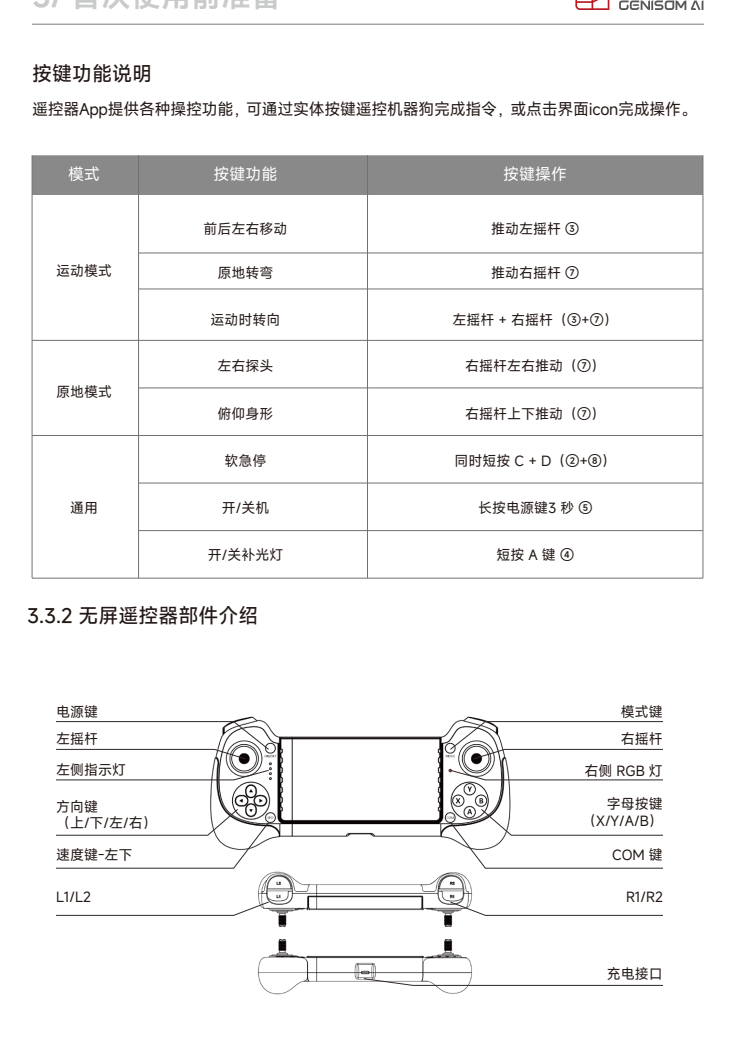 3/ 首次使用前准备
GENISOM AI
按键功能说明
遥控器App提供各种操控功能，可通过实体按键遥控机器狗完成指令，或点击界面icon完成操作。
模式 按键功能 按键操作
运动模式
前后左右移动 推动左摇杆 ③
原地转弯 推动右摇杆 ⑦
运动时转向 左摇杆 + 右摇杆（③+⑦）
原地模式
左右探头 右摇杆左右推动（⑦）
俯仰身形 右摇杆上下推动（⑦）
通用
软急停 同时短按 C + D（②+⑧）
开/关机 长按电源键3 秒 ⑤
开/关补光灯 短按 A 键 ④
3.3.2 无屏遥控器部件介绍
电源键 模式键
左摇杆 右摇杆
左侧指示灯 右侧 RGB 灯
方向键 字母按键
（上/下/左/右） （X/Y/A/B）
Y
X B
A
速度键-左下 COM 键
L1/L2 R1/R2
L2 R2
L1 R1
充电接口